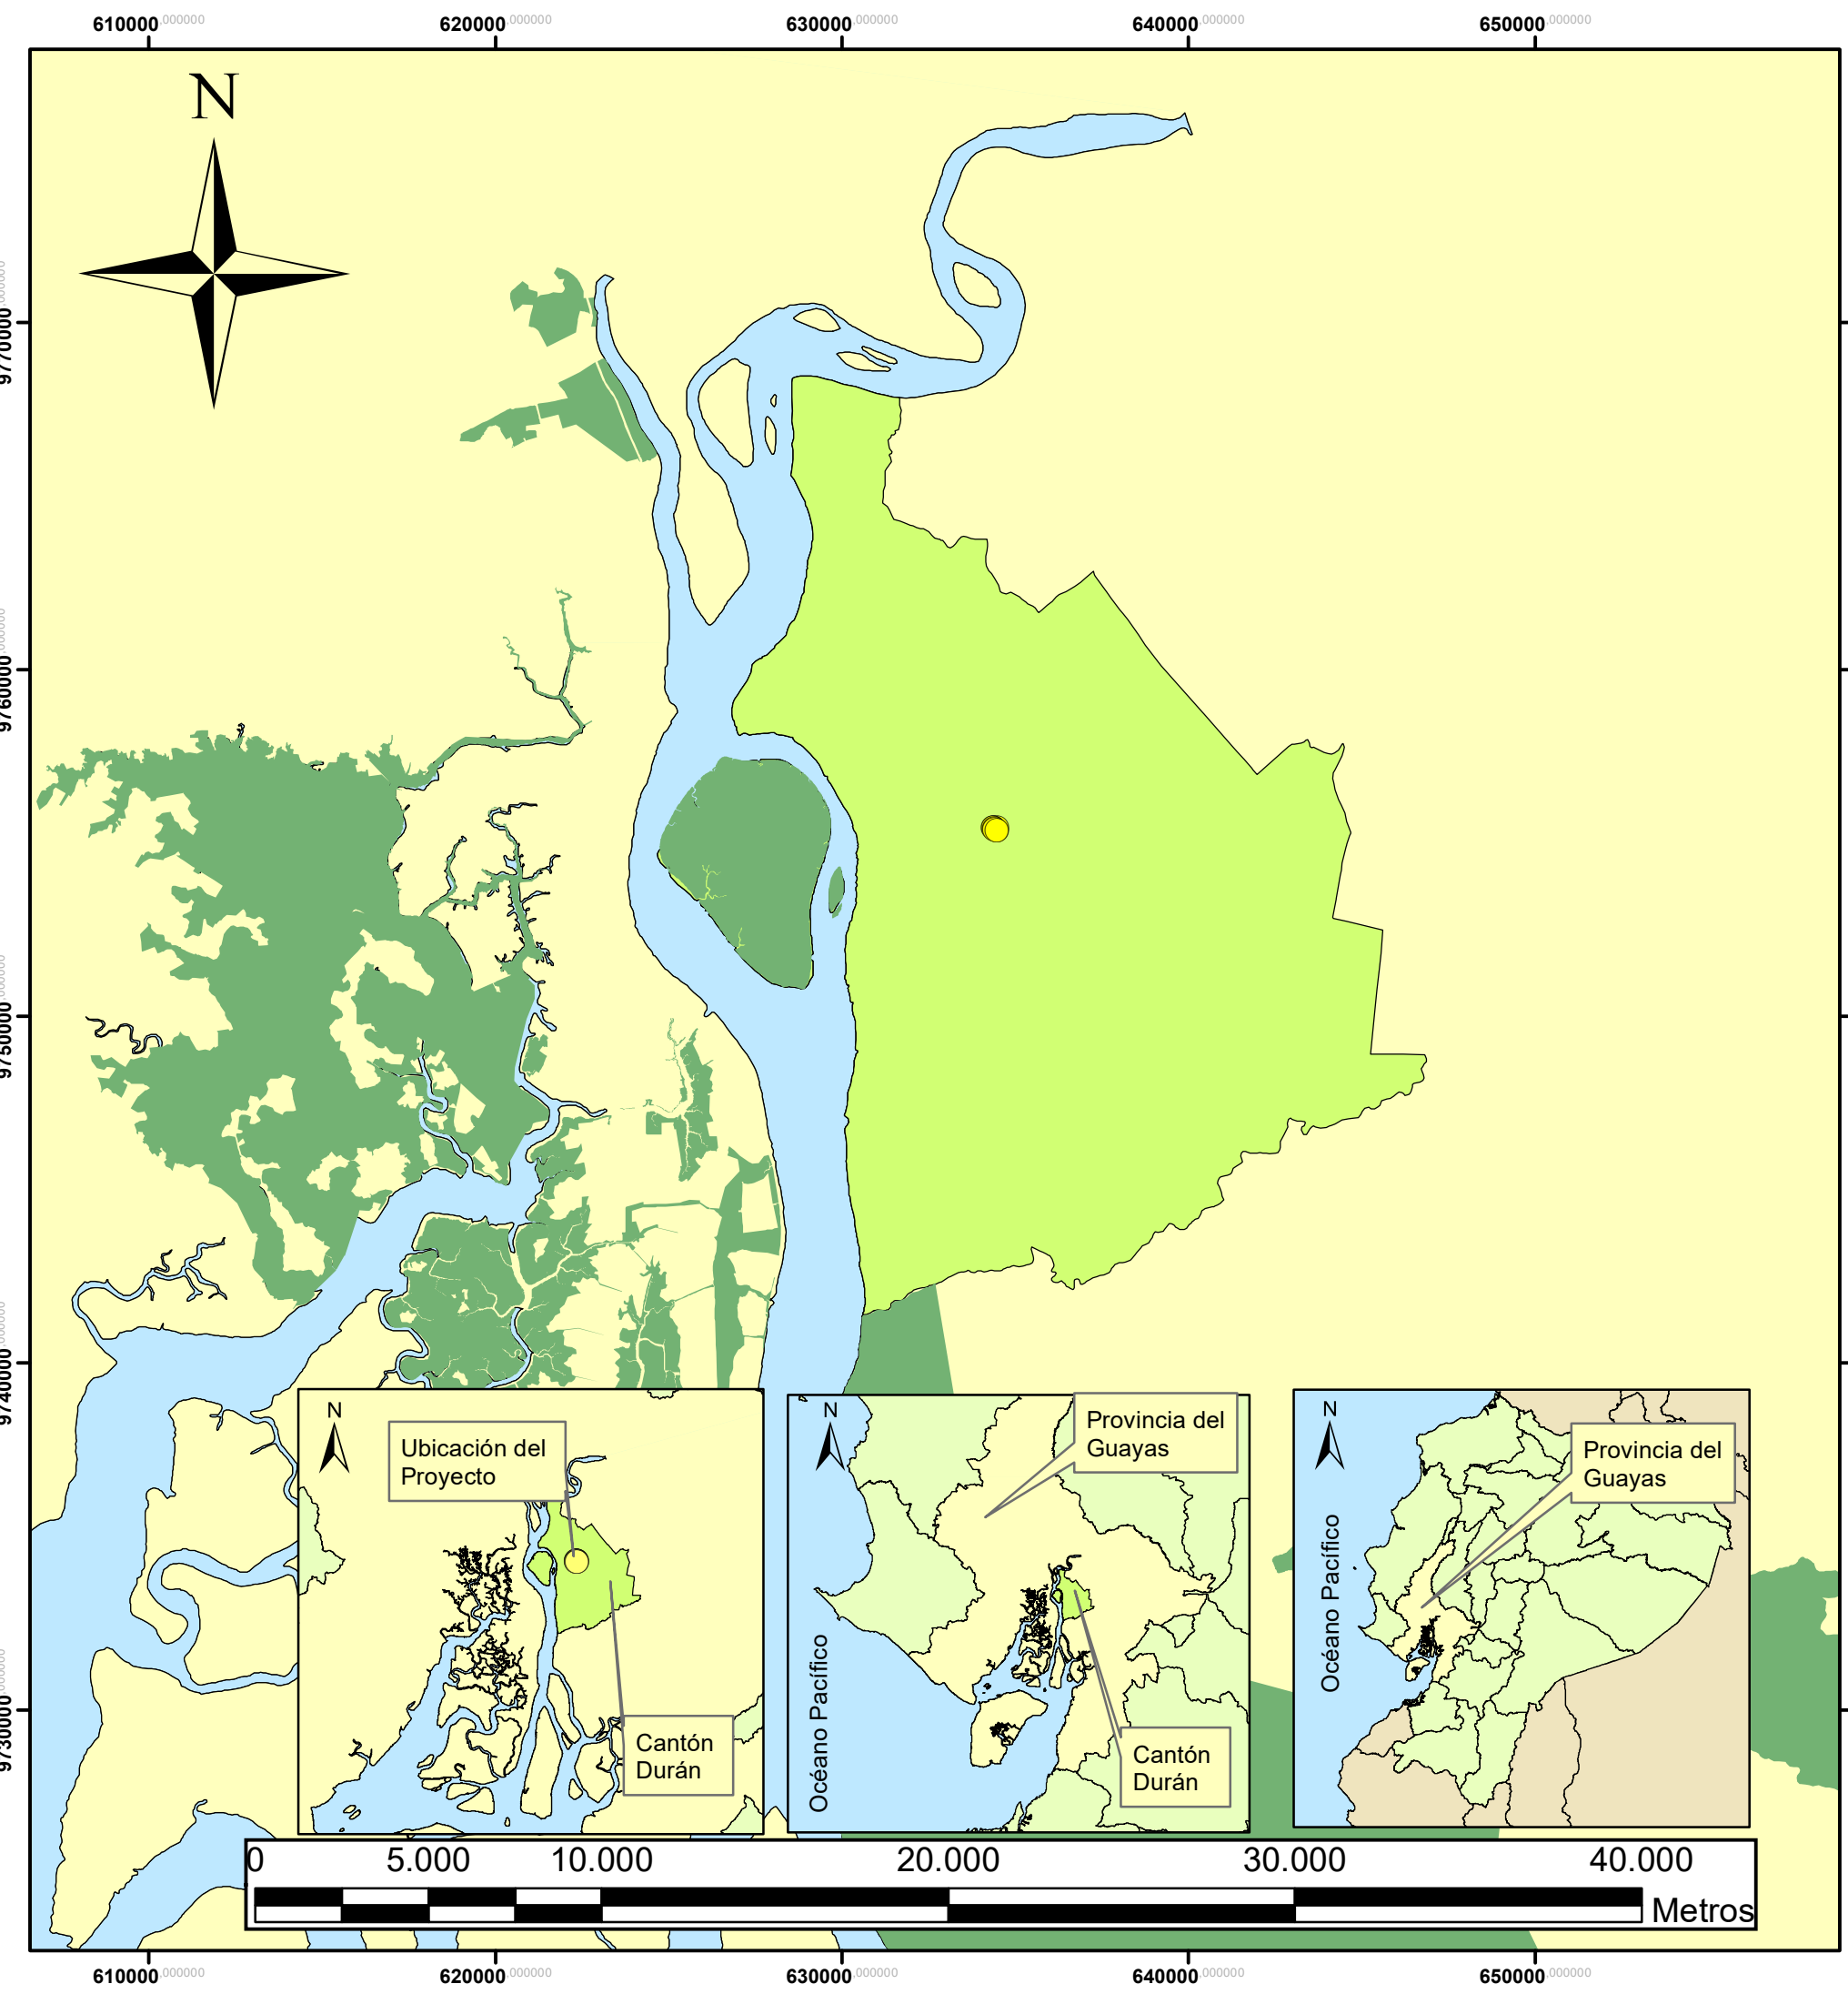 610000,000000 620000,000000 630000,000000 640000,000000 650000,000000
N
9770000,000000
9760000,000000
9750000,000000
9740000,000000
9730000,000000
N
Ubicación del
Proyecto
Cantón
Durán
N
Provincia del
Guayas
Océano Pacífico
Cantón
Durán
N
Provincia del
Guayas
Océano Pacífico
0 5.000 10.000 20.000 30.000 40.000
Metros
610000,000000 620000,000000 630000,000000 640000,000000 650000,000000